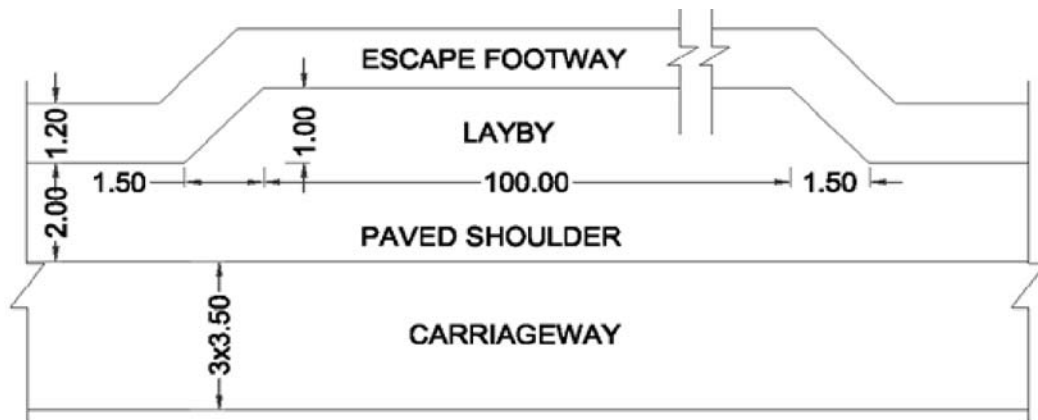 ESCAPE FOOTWAY
1.20
1.00
LAYBY
1.50
100.00
1.50
2.00
PAVED SHOULDER
3x3.50
CARRIAGEWAY